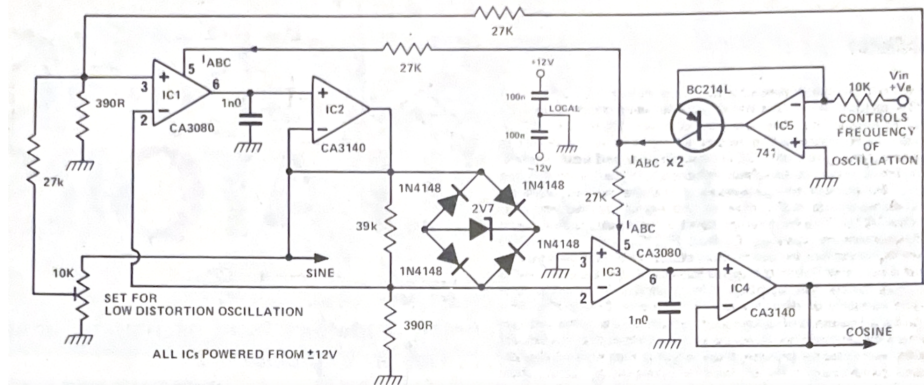 27K
I ABC
5
27K
+12V
100n
LOCAL
100n
-12V
BC214L
IC5
741
10K
Vin
+Ve
CONTROLS
FREQUENCY
OF
OSCILLATION
3
+
IC1
2
−
6
390R
CA3080
1n0
+
IC2
−
CA3140
I ABC X 2
27k
39k
1N4148
1N4148
2V7
1N4148
1N4148
27K
I ABC
5
CA3080
3
+
IC3
2
−
6
1n0
+
IC4
−
CA3140
10K
SINE
SET FOR
LOW DISTORTION OSCILLATION
390R
COSINE
ALL ICs POWERED FROM ±12V